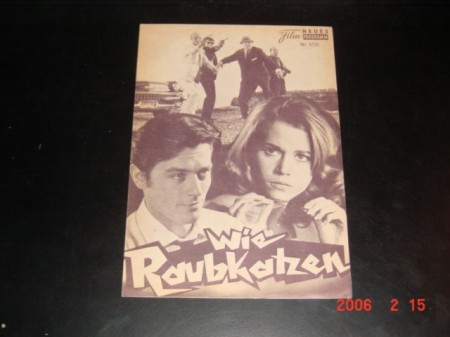 Film
NEUES
PROGRAMM
Wie
Raubkatzen
2006 2 15